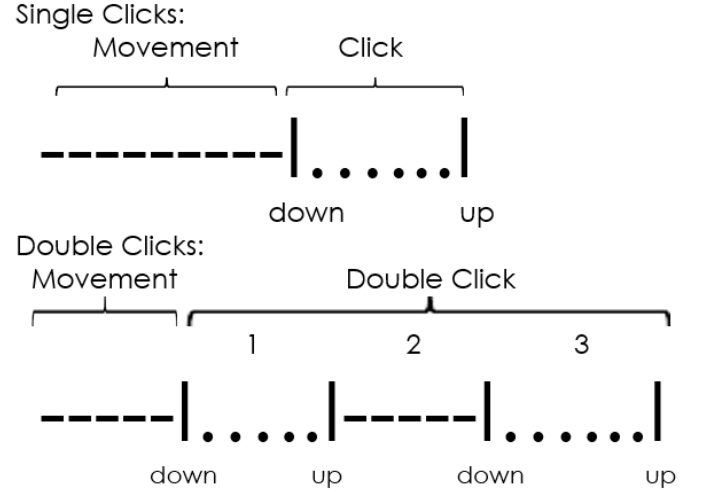 Single Clicks:
Movement Click
down up
Double Clicks:
Movement Double Click
1 2 3
down up down up